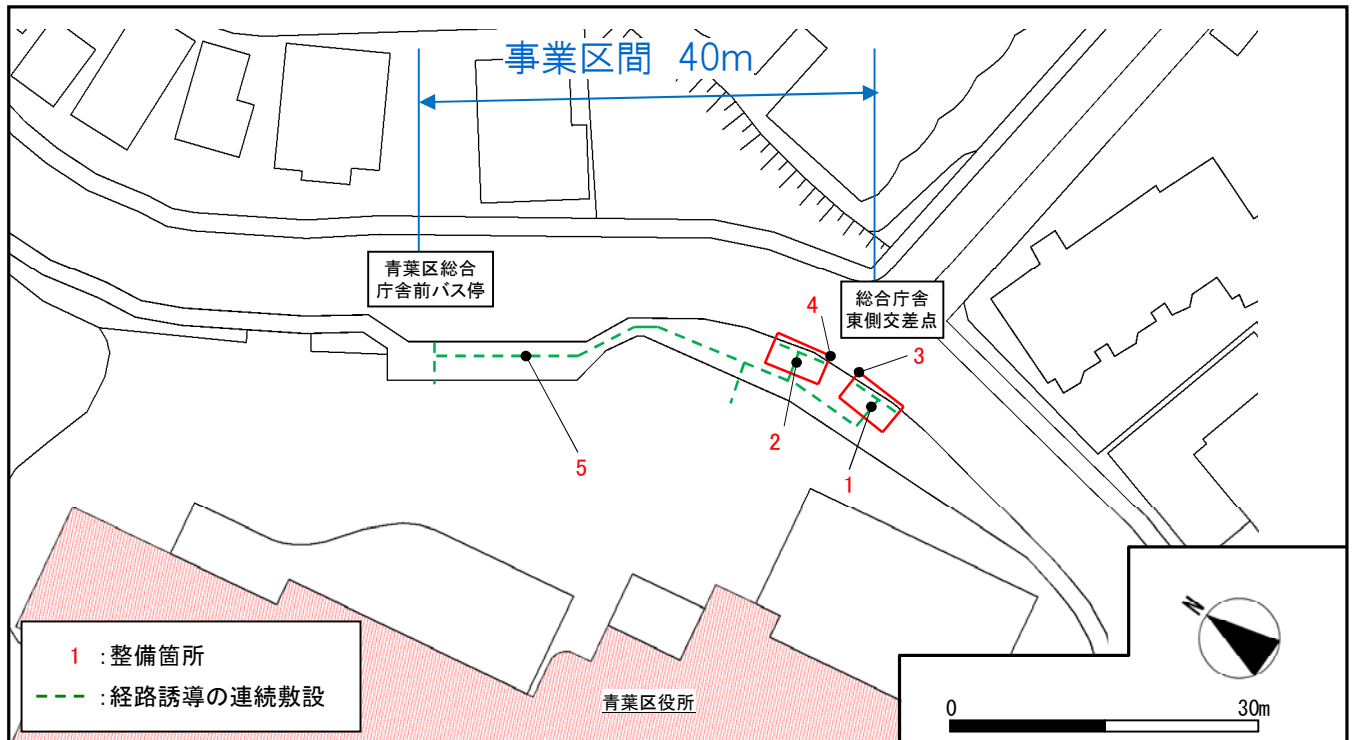 事業区間 40m
青葉区総合
庁舎前バス停
総合庁舎
東側交差点
4
3
2
1
5
N
1 :整備箇所
:経路誘導の連続敷設
青葉区役所
0 30m